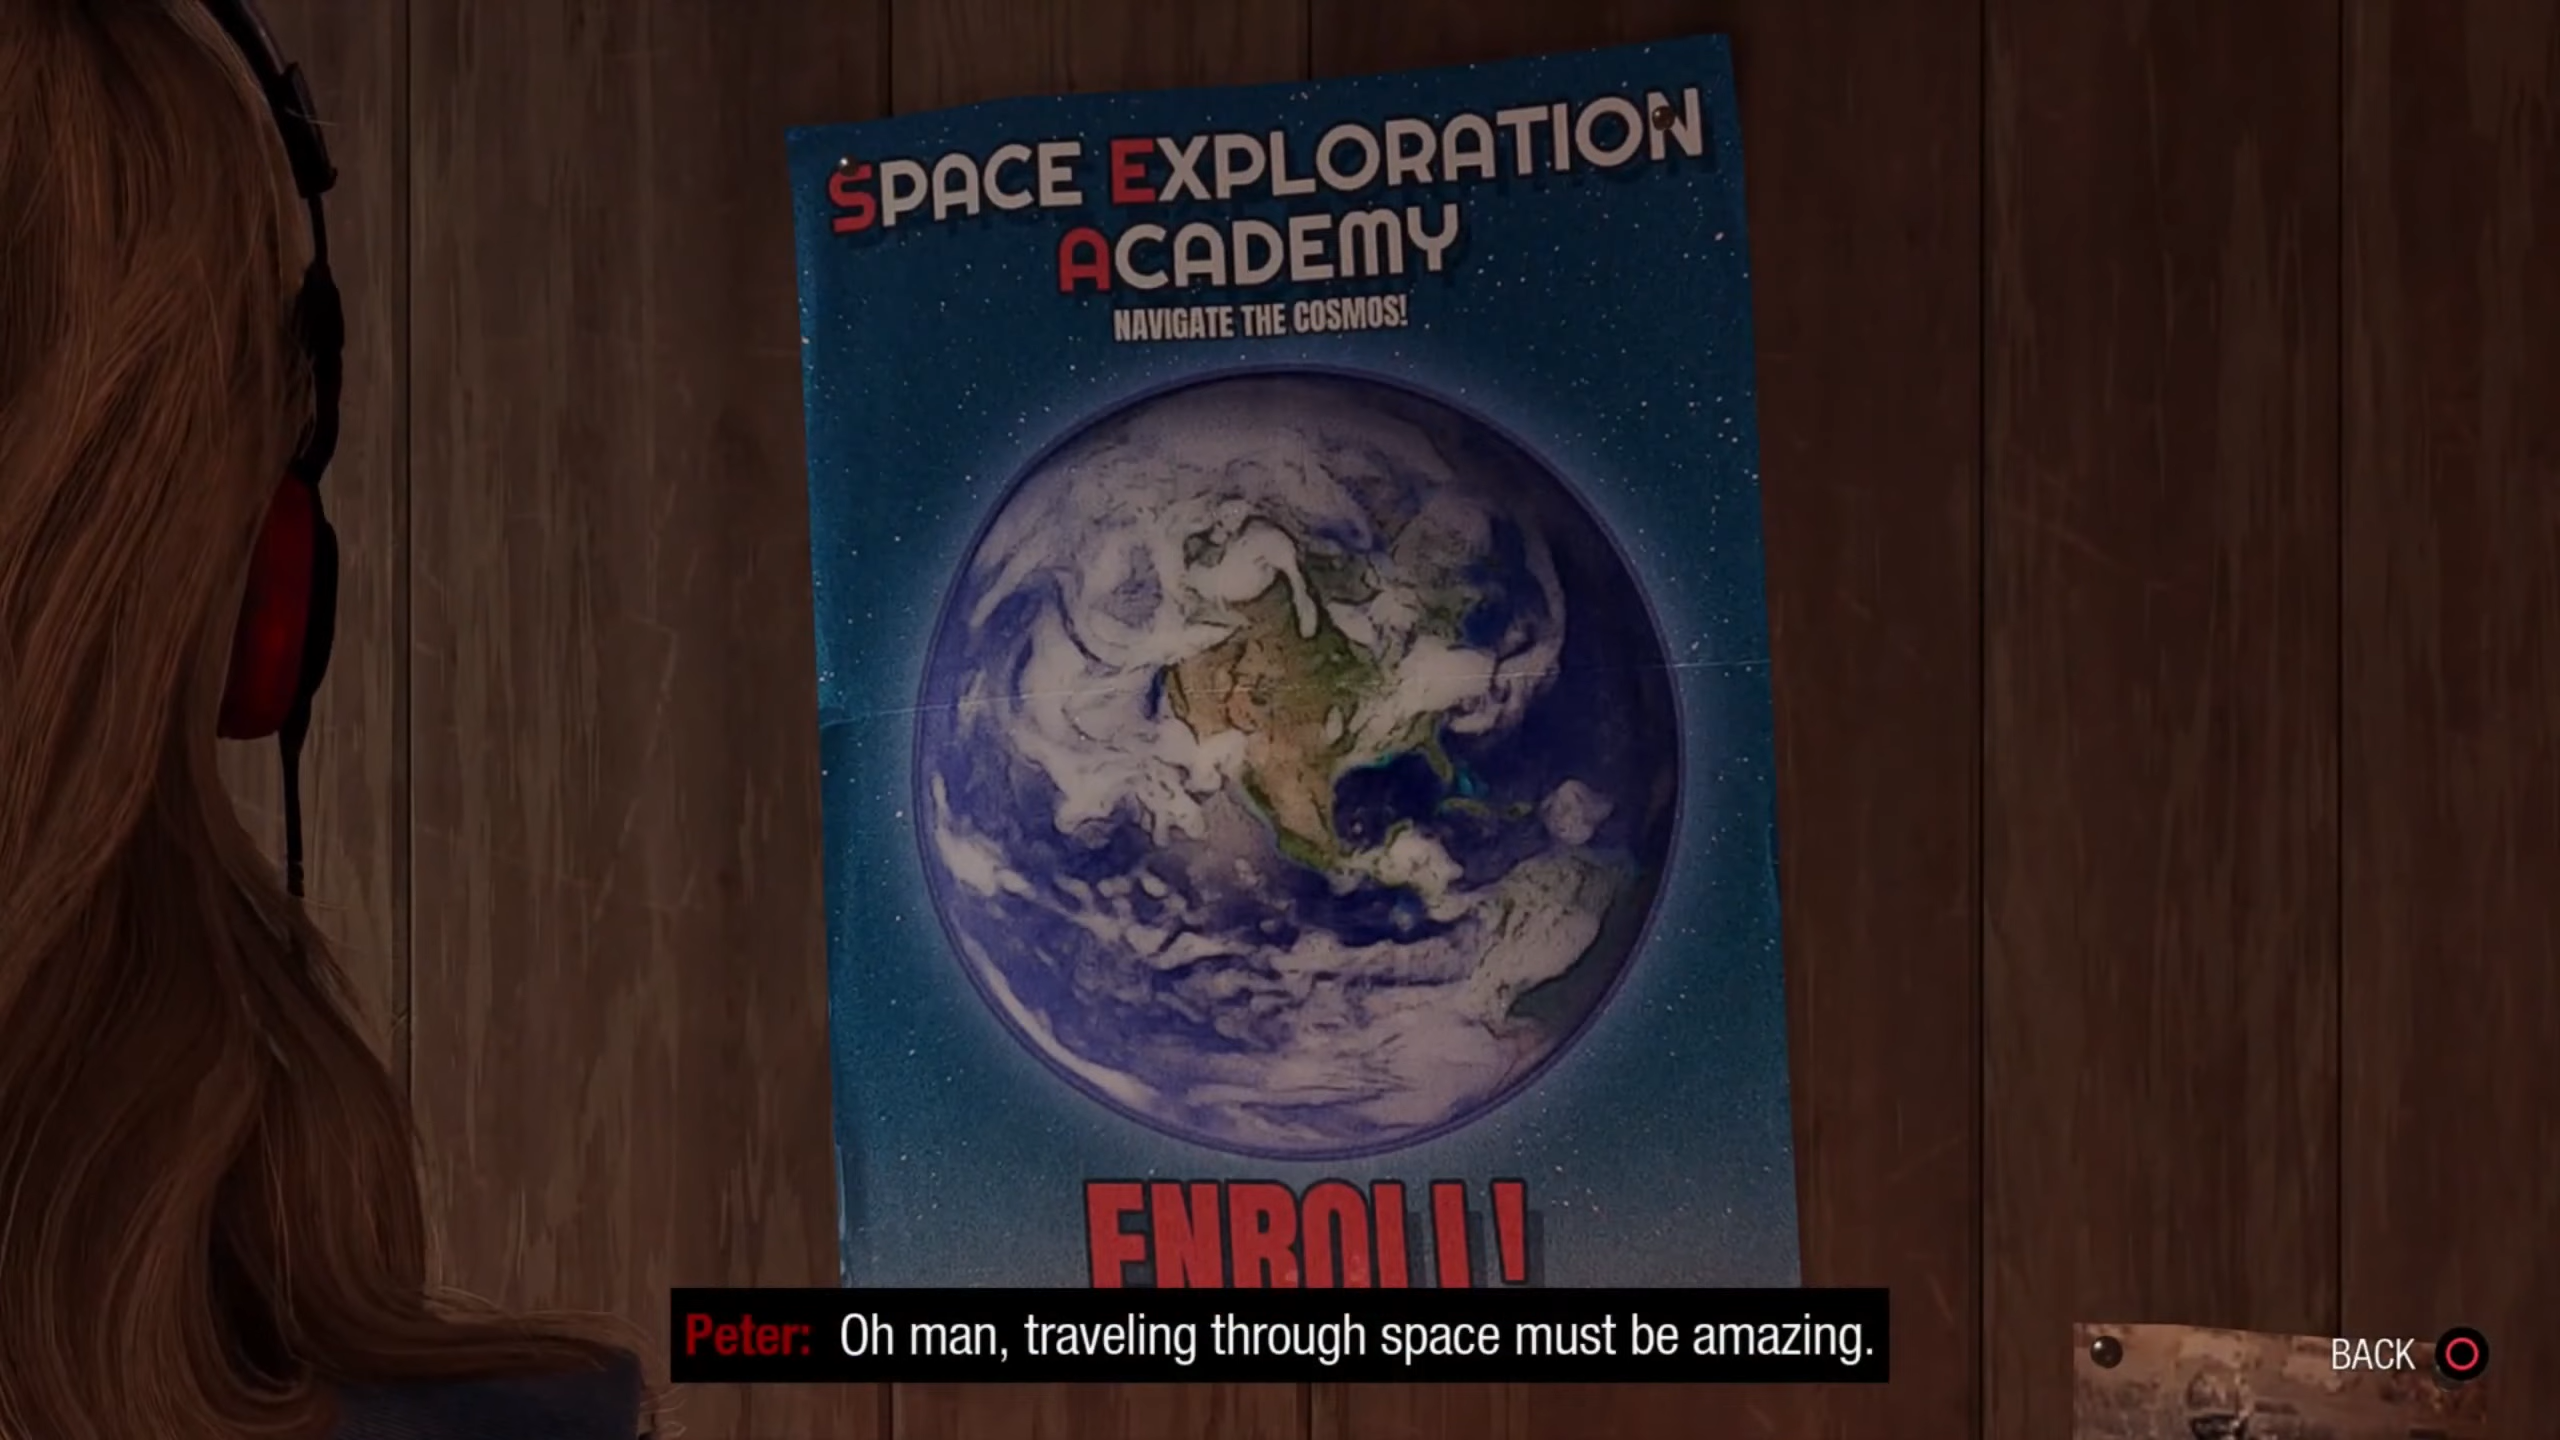 SPACE EXPLORATION
ACADEMY
NAVIGATE THE COSMOS!
ENROLL!
Peter: Oh man, traveling through space must be amazing.
BACK